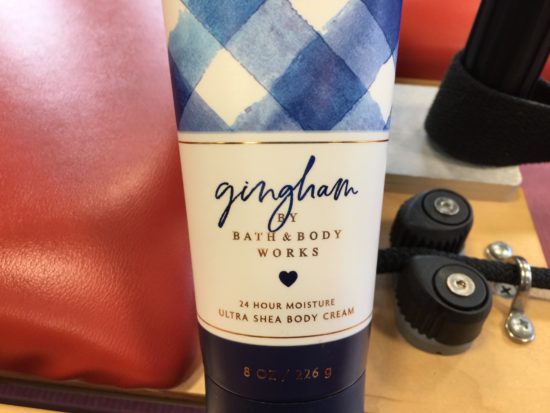 gingham
BY
BATH & BODY
WORKS
24 HOUR MOISTURE
ULTRA SHEA BODY CREAM
8 OZ / 226 g